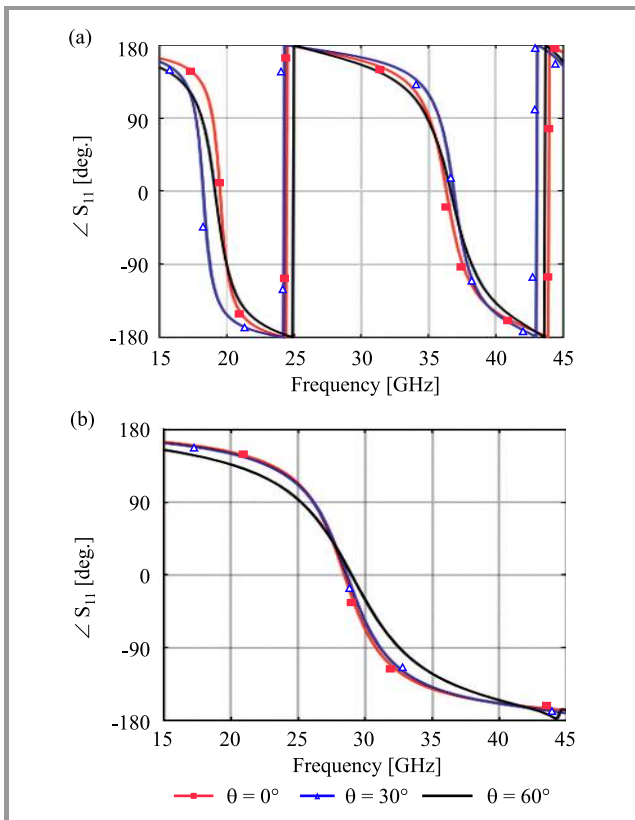 (a)
180
90
0
-90
-180
∠ S₁₁ [deg.]
15 20 25 30 35 40 45
Frequency [GHz]
(b)
180
90
0
-90
-180
∠ S₁₁ [deg.]
15 20 25 30 35 40 45
Frequency [GHz]
θ = 0° θ = 30° θ = 60°